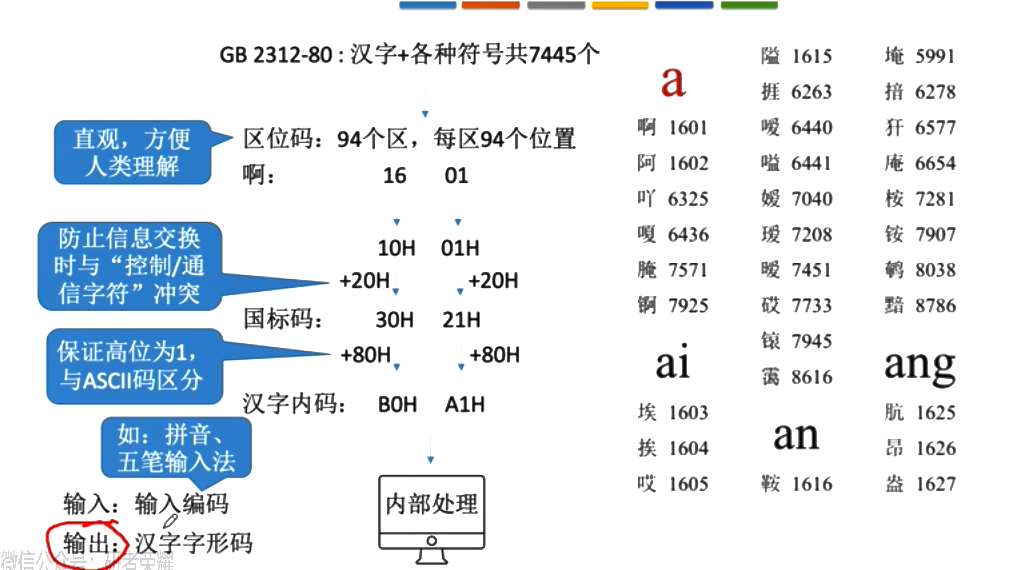 GB 2312-80 : 汉字+各种符号共7445个
直观，方便
人类理解
区位码：94个区，每区94个位置
啊： 16 01
防止信息交换
时与“控制/通
信字符”冲突
10H 01H
+20H +20H
国标码： 30H 21H
保证高位为1，
与ASCII码区分
+80H +80H
汉字内码： B0H A1H
如：拼音、
五笔输入法
输入：输入编码
输出：汉字字形码
内部处理
微信公众号：研者荣耀
a
啊 1601
阿 1602
吖 6325
嗄 6436
腌 7571
锕 7925
ai
埃 1603
挨 1604
哎 1605
隘 1615
捱 6263
嗳 6440
嗌 6441
嫒 7040
瑷 7208
暧 7451
砹 7733
锿 7945
霭 8616
an
鞍 1616
埯 5991
揞 6278
犴 6577
庵 6654
桉 7281
铵 7907
鹌 8038
黯 8786
ang
肮 1625
昂 1626
盎 1627